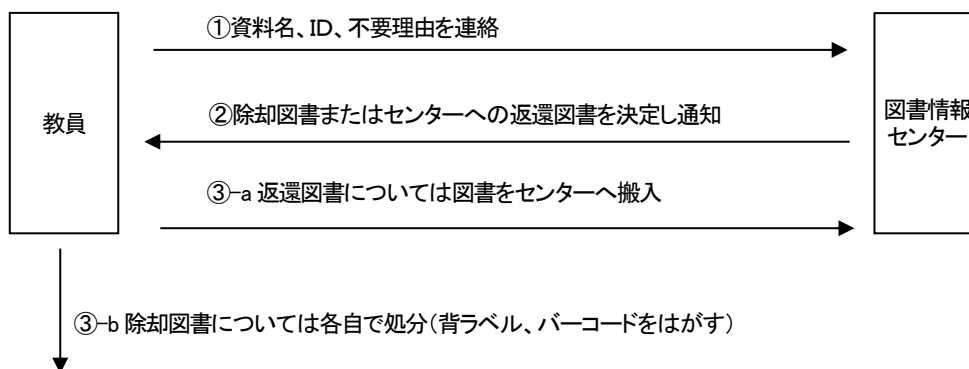 ①資料名、ID、不要理由を連絡
教員
②除却図書またはセンターへの返還図書を決定し通知
図書情報
センター
③-a 返還図書については図書をセンターへ搬入
③-b 除却図書については各自で処分(背ラベル、バーコードをはがす)